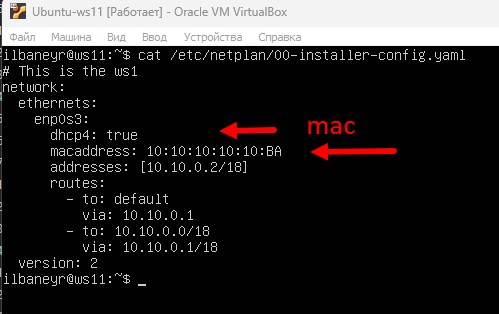 Ubuntu-ws11 [Работает] - Oracle VM VirtualBox
Файл Машина Вид Ввод Устройства Справка
ilbaneyr@ws11:~$ cat /etc/netplan/00-installer-config.yaml
# This is the ws1
network:
  ethernets:
    enp0s3:
      dhcp4: true
      macaddress: 10:10:10:10:10:BA
      addresses: [10.10.0.2/18]
      routes:
        - to: default
          via: 10.10.0.1
        - to: 10.10.0.0/18
          via: 10.10.0.1/18
  version: 2
ilbaneyr@ws11:~$ _
mac